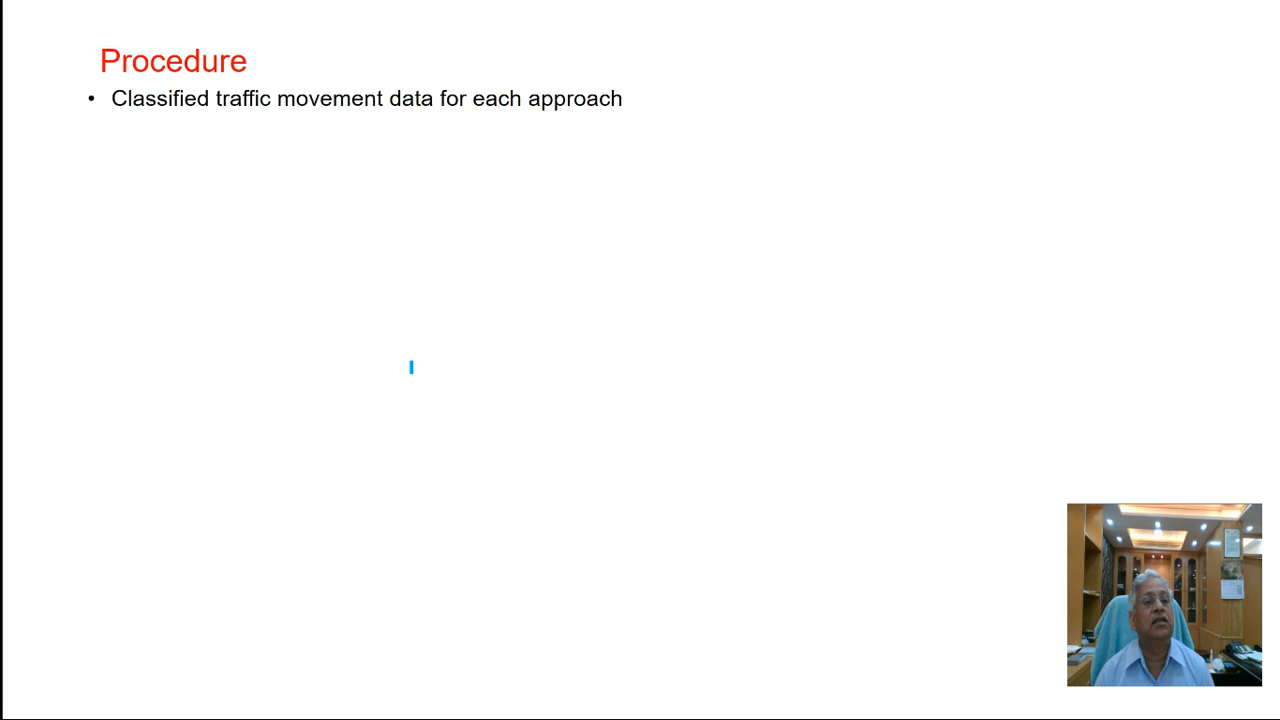 Procedure
• Classified traffic movement data for each approach